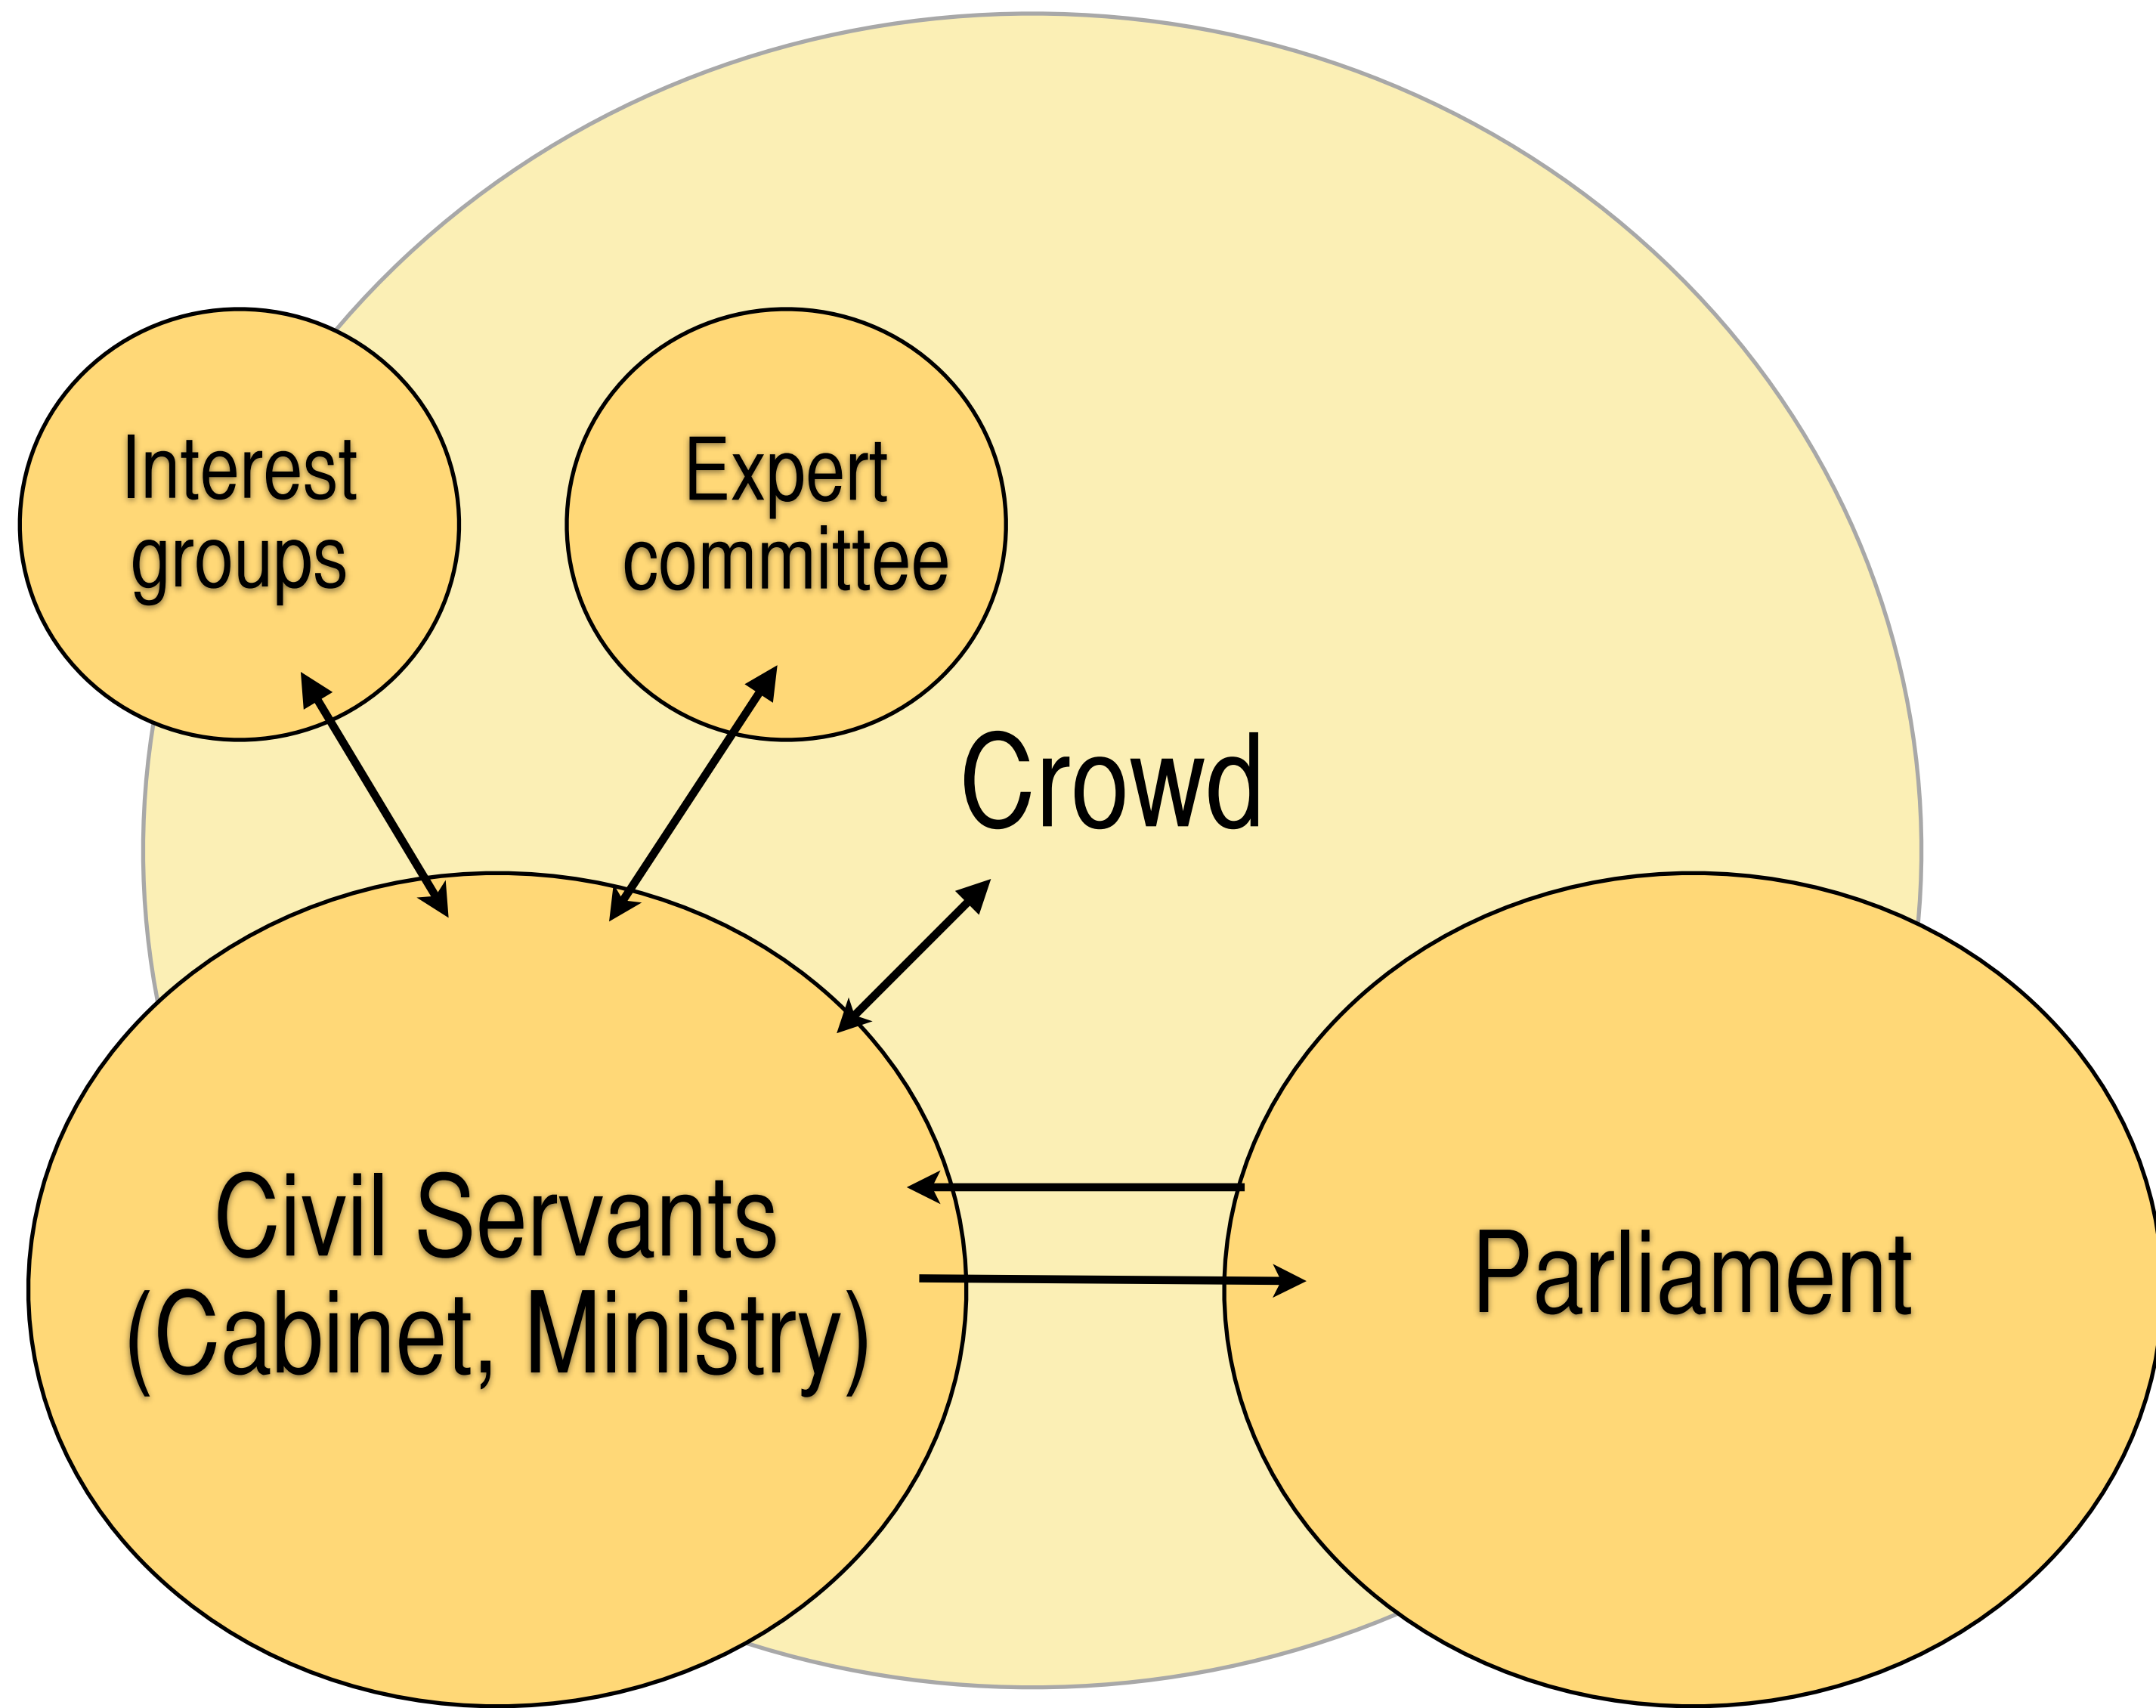 Interest
groups
Expert
committee
Crowd
Civil Servants
(Cabinet, Ministry)
Parliament